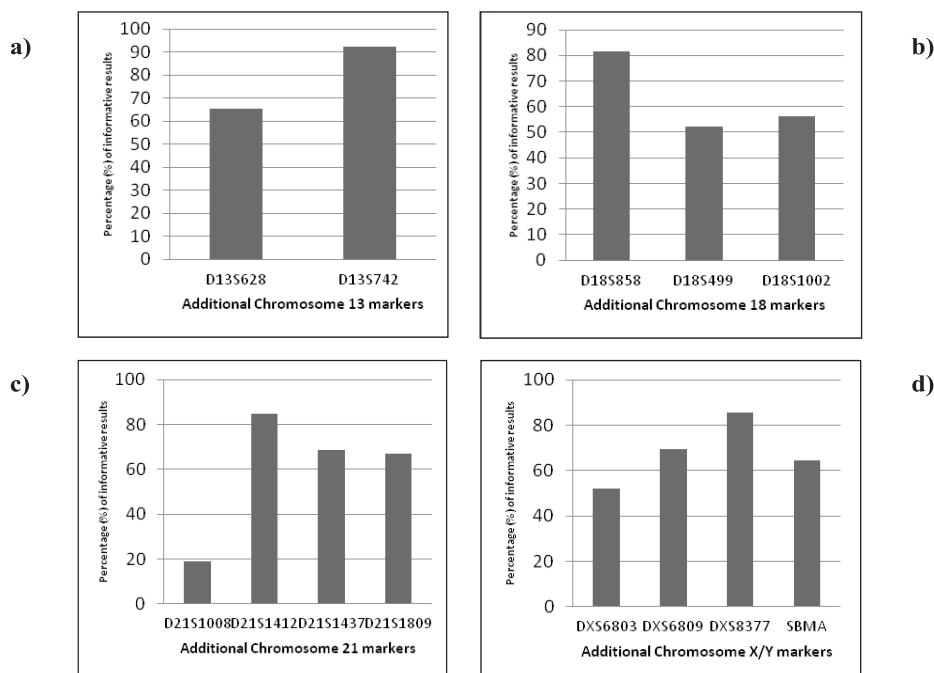 a)
Percentage (%) of informative results
100
90
80
70
60
50
40
30
20
10
0
D13S628 D13S742
Additional Chromosome 13 markers
b)
Percentage (%) of informative results
90
80
70
60
50
40
30
20
10
0
D18S858 D18S499 D18S1002
Additional Chromosome 18 markers
c)
Percentage (%) of informative results
100
80
60
40
20
0
D21S1008 D21S1412 D21S1437 D21S1809
Additional Chromosome 21 markers
d)
Percentage (%) of informative results
100
80
60
40
20
0
DXS6803 DXS6809 DXS8377 SBMA
Additional Chromosome X/Y markers